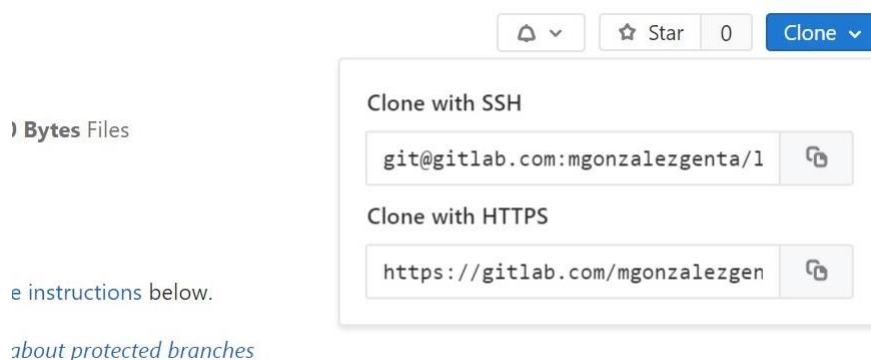 Star 0 Clone
Clone with SSH
Bytes Files
git@gitlab.com:mgonzalezgenta/l
Clone with HTTPS
https://gitlab.com/mgonzalezgen
e instructions below.
about protected branches